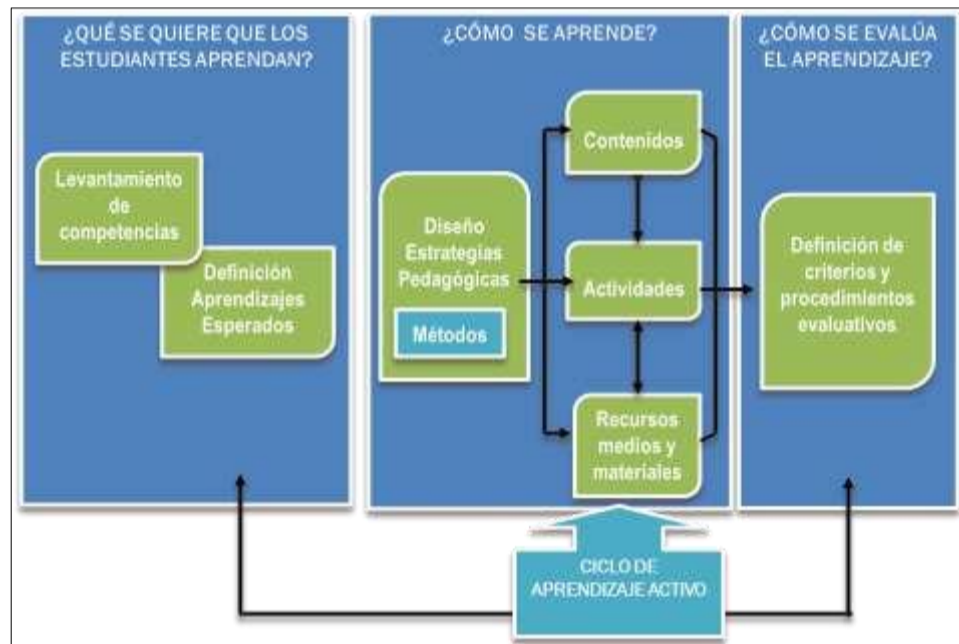 ¿QUÉ SE QUIERE QUE LOS
ESTUDIANTES APRENDAN?
Levantamiento
de
competencias
Definición
Aprendizajes
Esperados
¿CÓMO SE APRENDE?
Diseño
Estrategias
Pedagógicas
Métodos
Contenidos
Actividades
Recursos
medios y
materiales
¿CÓMO SE EVALÚA
EL APRENDIZAJE?
Definición de
criterios y
procedimientos
evaluativos
CICLO DE
APRENDIZAJE ACTIVO